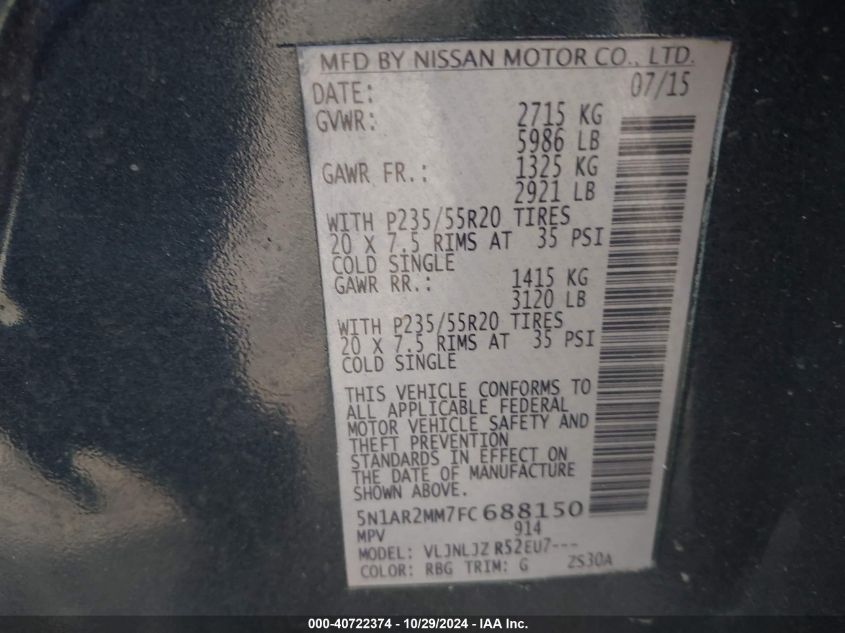 MFD BY NISSAN MOTOR CO., LTD.
DATE: 07/15
GVWR: 2715 KG
5986 LB
GAWR FR.: 1325 KG
2921 LB
WITH P235/55R20 TIRES
20 X 7.5 RIMS AT 35 PSI
COLD SINGLE
GAWR RR.: 1415 KG
3120 LB
WITH P235/55R20 TIRES
20 X 7.5 RIMS AT 35 PSI
COLD SINGLE
THIS VEHICLE CONFORMS TO
ALL APPLICABLE FEDERAL
MOTOR VEHICLE SAFETY AND
THEFT PREVENTION
STANDARDS IN EFFECT ON
THE DATE OF MANUFACTURE
SHOWN ABOVE.
5N1AR2MM7FC688150
MPV 914
MODEL: VLJNLJZ R52EU7---
COLOR: RBG TRIM: G ZS30A
000-40722374 - 10/29/2024 - IAA Inc.